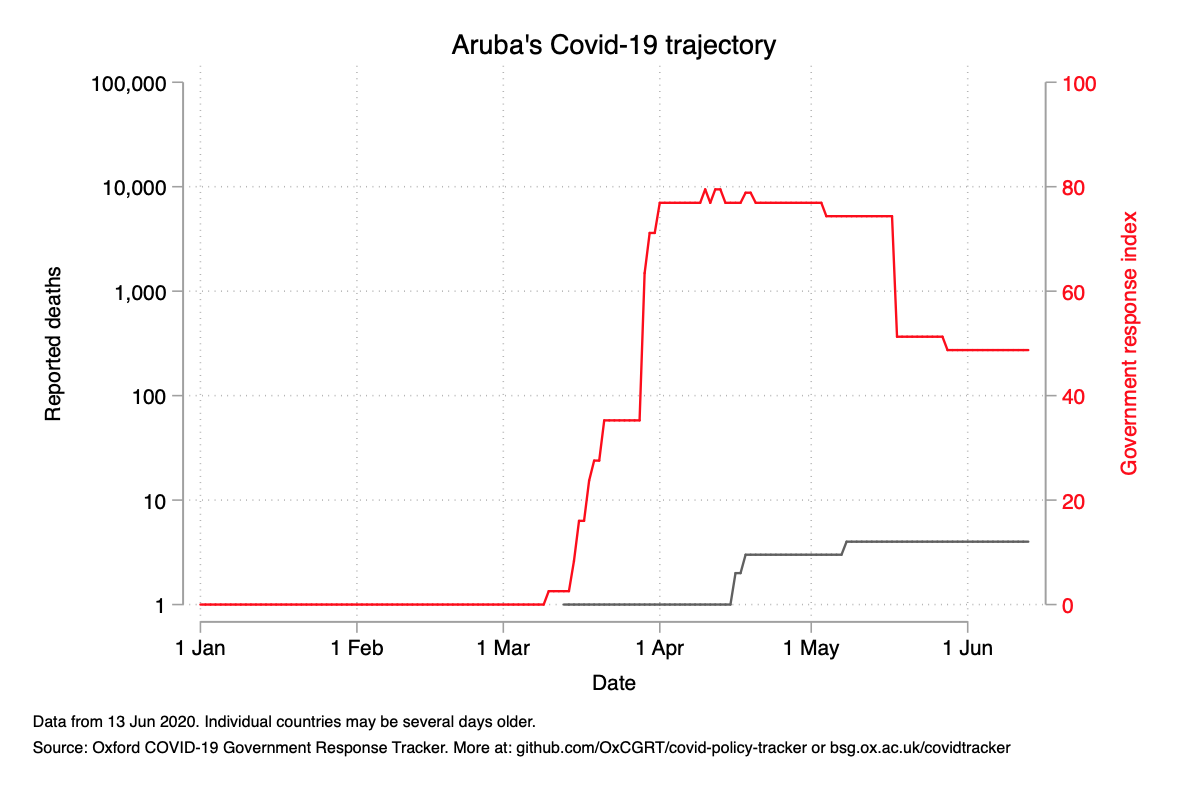 Aruba's Covid-19 trajectory
100,000
10,000
1,000
100
10
1
Reported deaths
100
80
60
40
20
0
Government response index
1 Jan 1 Feb 1 Mar 1 Apr 1 May 1 Jun
Date
Data from 13 Jun 2020. Individual countries may be several days older.
Source: Oxford COVID-19 Government Response Tracker. More at: github.com/OxCGRT/covid-policy-tracker or bsg.ox.ac.uk/covidtracker